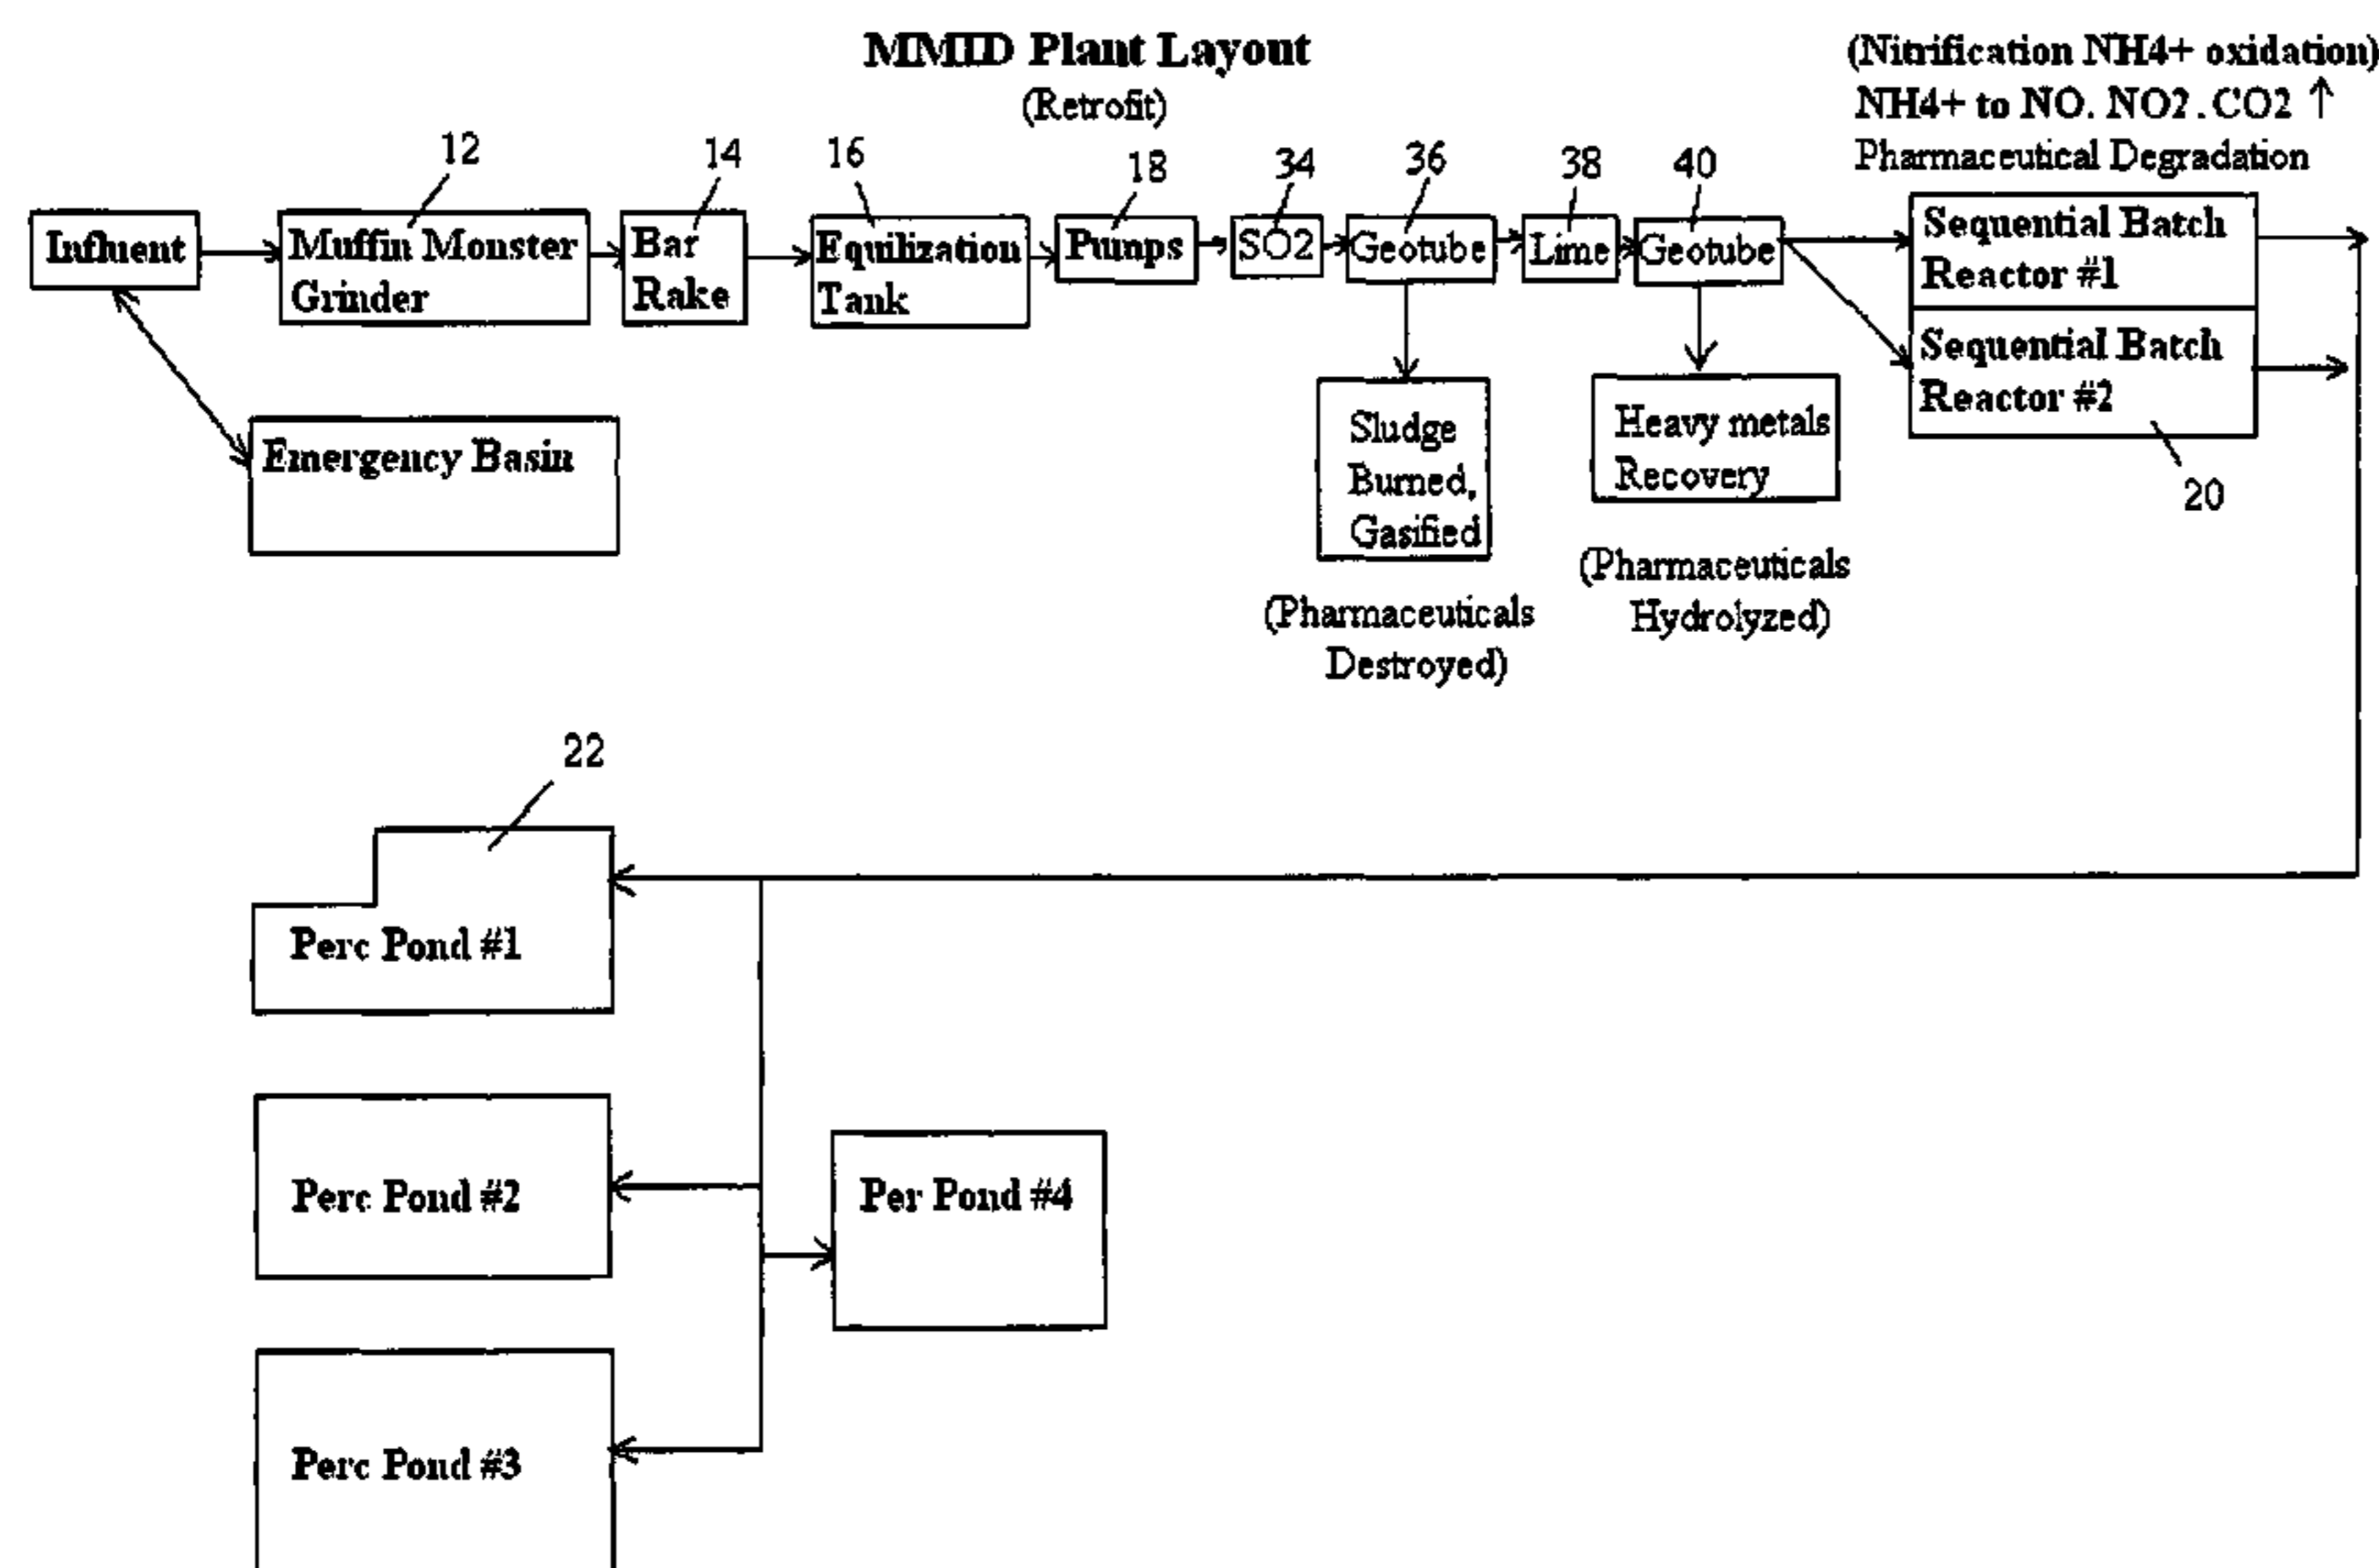 MMID Plant Layout
(Retrofit)
(Nitrification NH4+ oxidation)
NH4+ to NO. NO2.CO2 ↑
Pharmaceutical Degradation
12
14
16
18
34
36
38
40
Influent
Muffin Monster
Grinder
Bar
Rake
Equilization
Tank
Pumps
SO2
Geotube
Lime
Geotube
Sequential Batch
Reactor #1
Sequential Batch
Reactor #2
20
Emergency Basin
Sludge
Burned,
Gasified
(Pharmaceuticals
Destroyed)
Heavy metals
Recovery
(Pharmaceuticals
Hydrolyzed)
22
Perc Pond #1
Perc Pond #2
Per Pond #4
Perc Pond #3